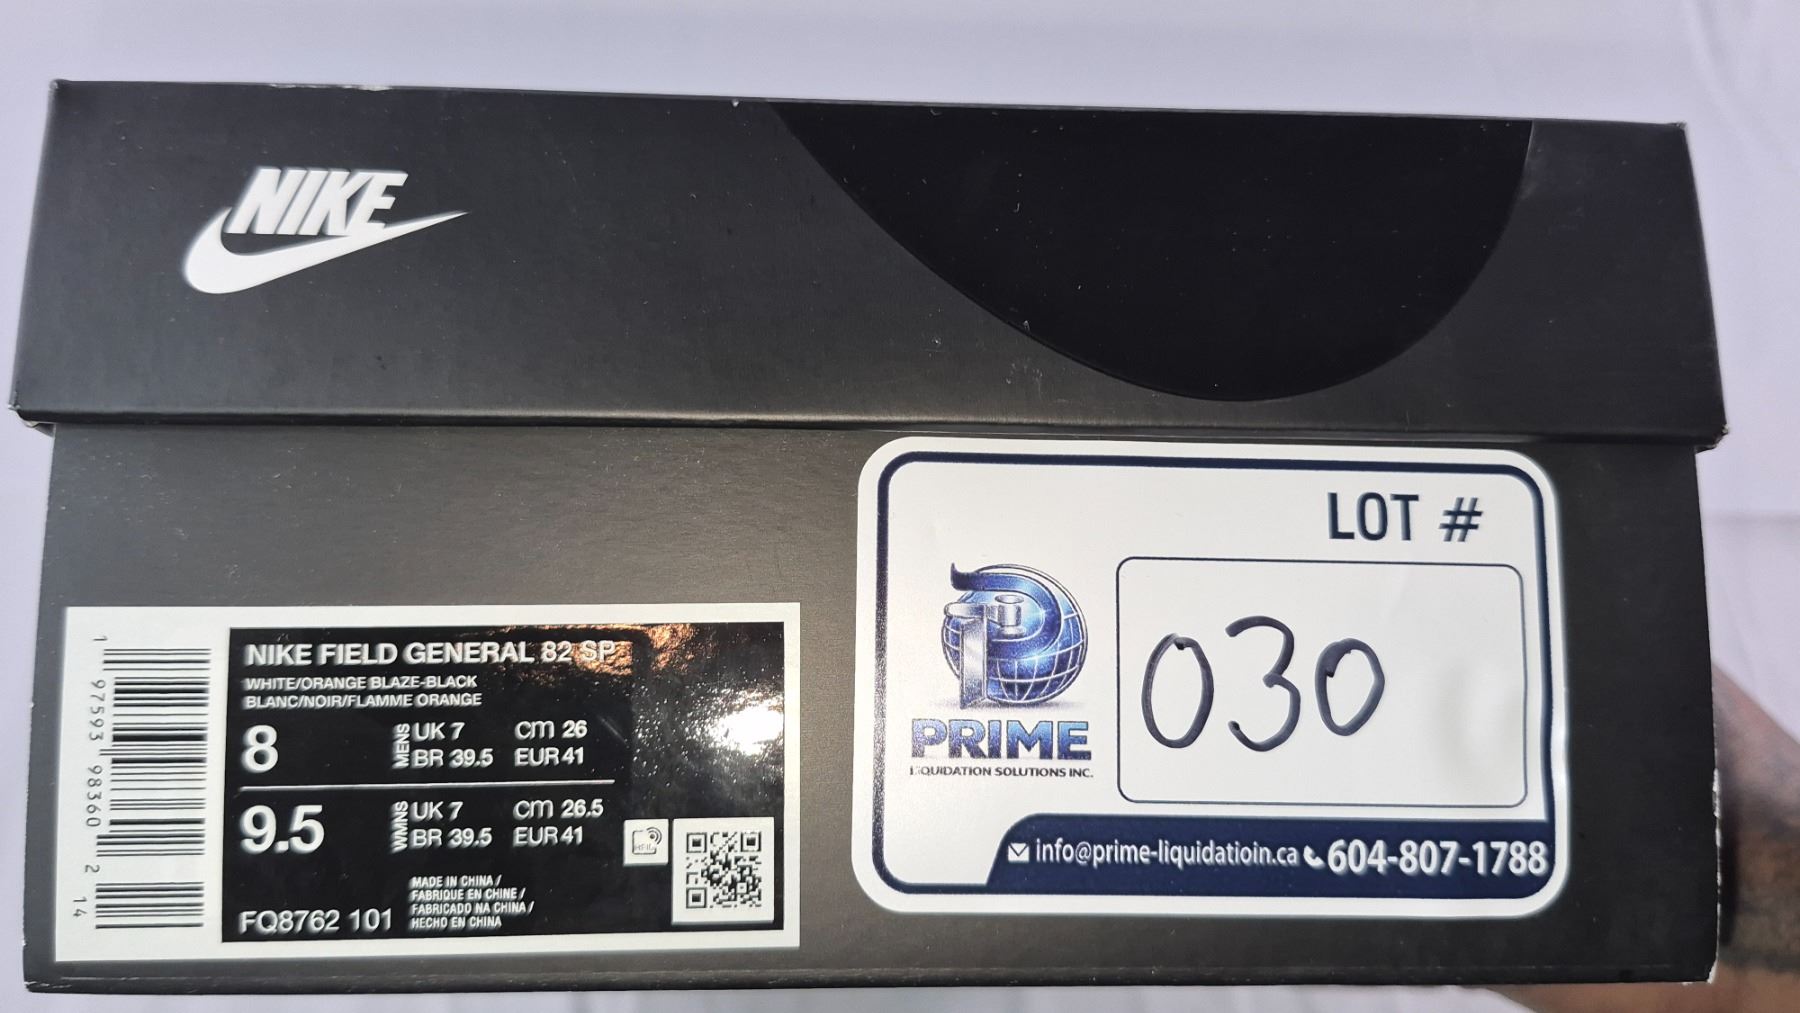 NIKE
LOT #
030
PRIME
LIQUIDATION SOLUTIONS INC.
info@prime-liquidatioin.ca 604-807-1788
1 97593 98360 2 14
NIKE FIELD GENERAL 82 SP
WHITE/ORANGE BLAZE-BLACK
BLANC/NOIR/FLAMME ORANGE
8 MENS UK 7 cm 26
BR 39.5 EUR 41
9.5 WMNS UK 7 cm 26.5
BR 39.5 EUR 41
RFID
MADE IN CHINA /
FABRIQUE EN CHINE /
FABRICADO NA CHINA /
HECHO EN CHINA
FQ8762 101